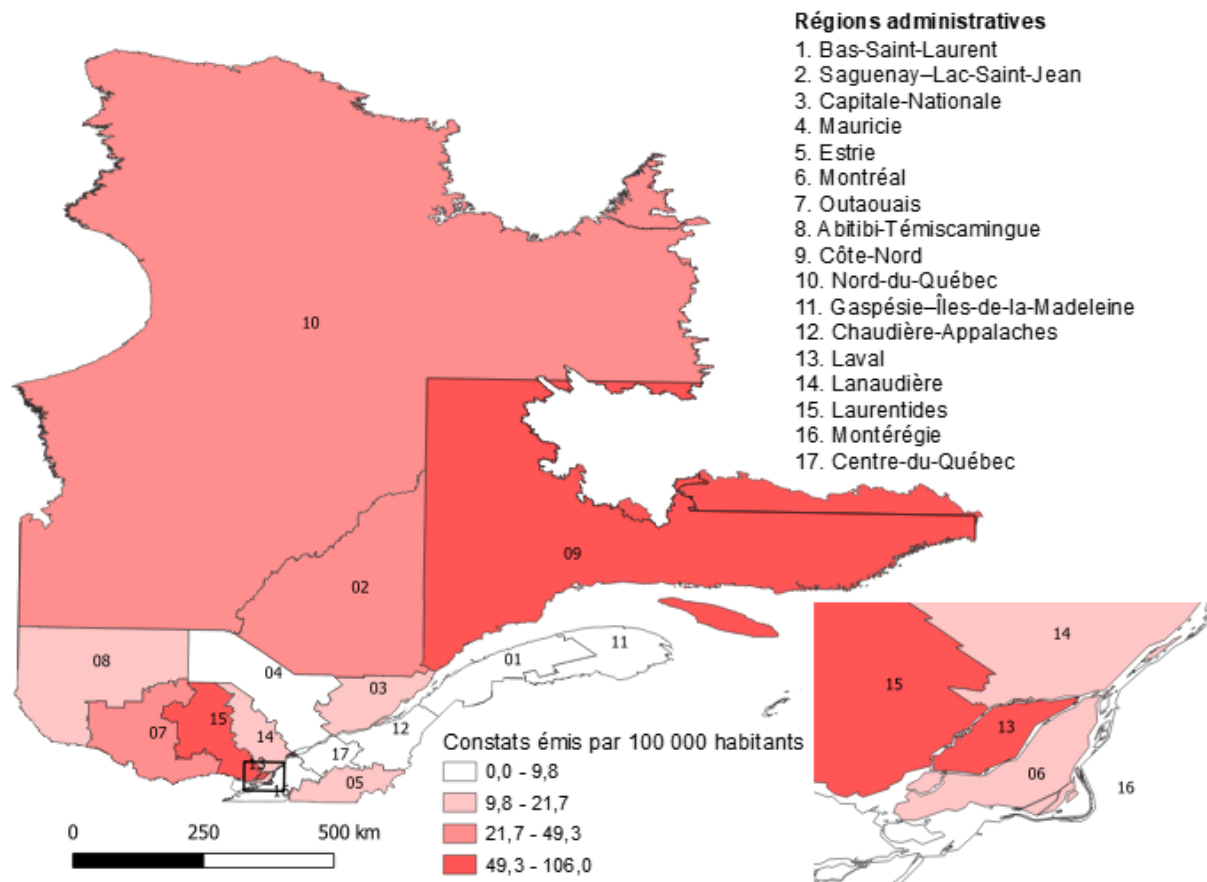 Régions administratives
1. Bas-Saint-Laurent
2. Saguenay–Lac-Saint-Jean
3. Capitale-Nationale
4. Mauricie
5. Estrie
6. Montréal
7. Outaouais
8. Abitibi-Témiscamingue
9. Côte-Nord
10. Nord-du-Québec
11. Gaspésie–Îles-de-la-Madeleine
12. Chaudière-Appalaches
13. Laval
14. Lanaudière
15. Laurentides
16. Montérégie
17. Centre-du-Québec
10
09
02
08
04
01
11
03
15
07
12
14
17
13
05
16
14
15
13
06
16
Constats émis par 100 000 habitants
0,0 - 9,8
9,8 - 21,7
21,7 - 49,3
49,3 - 106,0
0 250 500 km